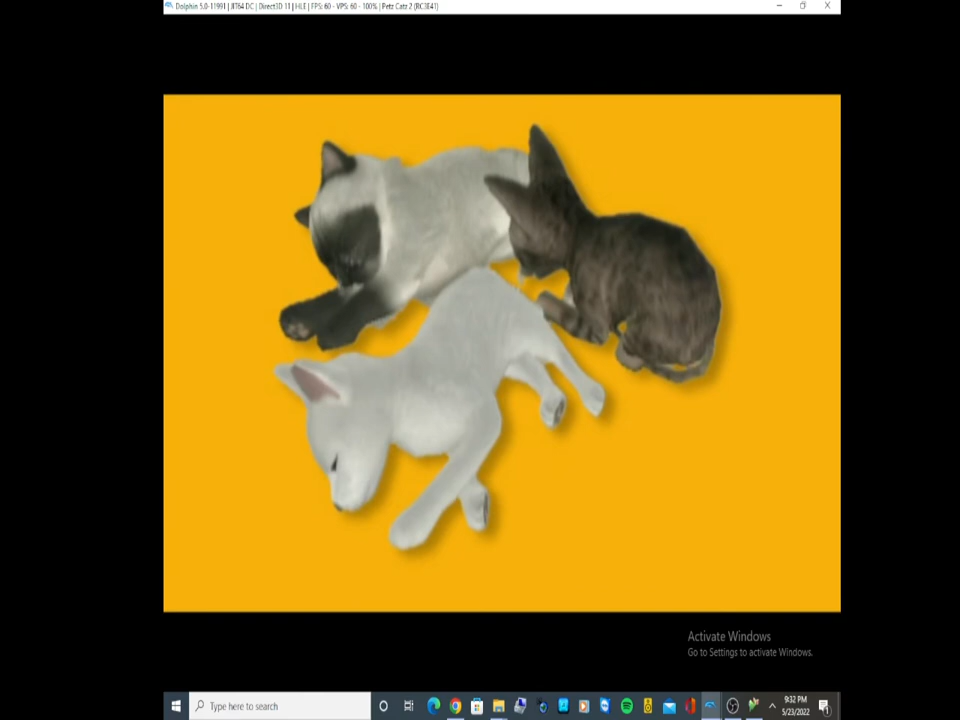 Dolphin 5.0-11991 | JIT64 DC | Direct3D 11 | HLE | FPS: 60 - VPS: 60 - 100% | Petz Catz 2 (RC3E41)
Activate Windows
Go to Settings to activate Windows.
Type here to search
9:32 PM
5/23/2022
1